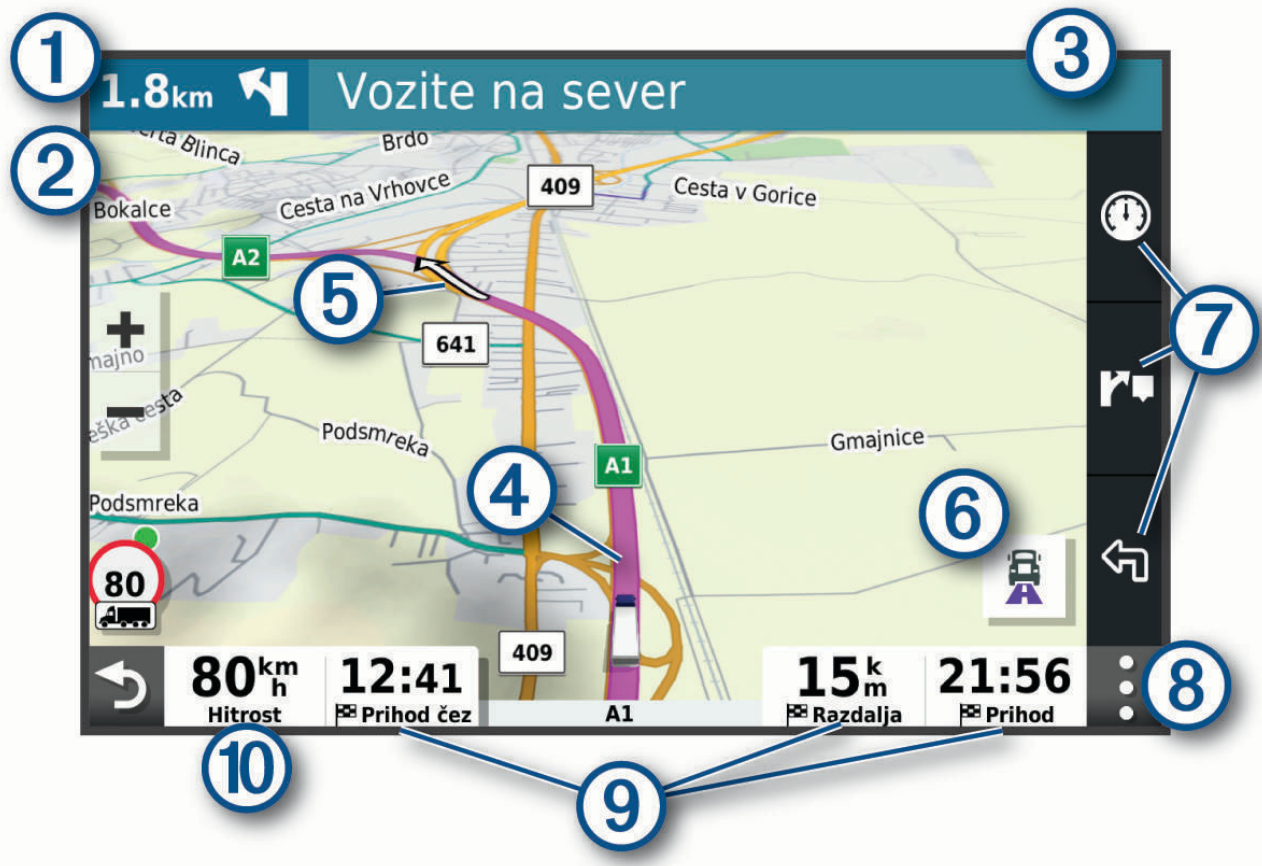 1
3
1.8km
Vozite na sever
2
Brdo
409
Cesta v Gorice
Cesta na Vrhovce
Bokalce
A2
5
7
+
641
majno
−
Podsmreka
Gmajnice
A1
4
6
Podsmreka
80
409
80 km h
12:41
15 k m
21:56
8
Hitrost
Prihod čez
A1
Razdalja
Prihod
10
9